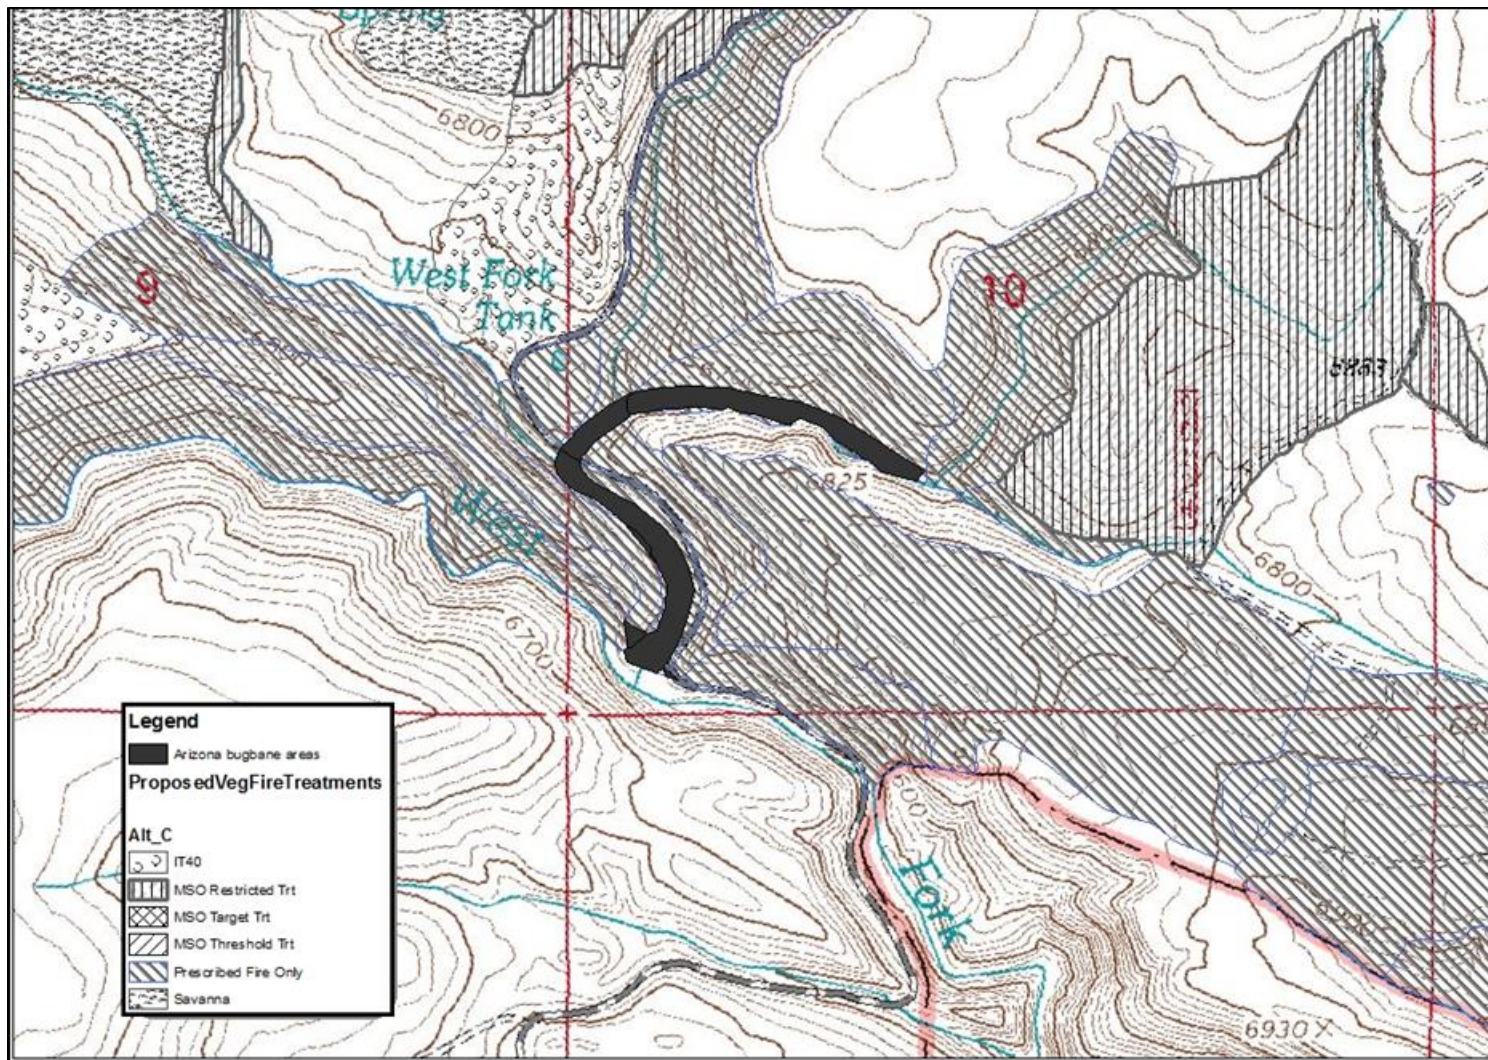 Spring
6800
9
West Fork
Tank
10
6825
West
6800
6700
Legend
Arizona bugbane areas
ProposedVegFireTreatments
Alt_C
IT40
MSO Restricted Trt
MSO Target Trt
MSO Threshold Trt
Prescribed Fire Only
Savanna
Fork
6930 X